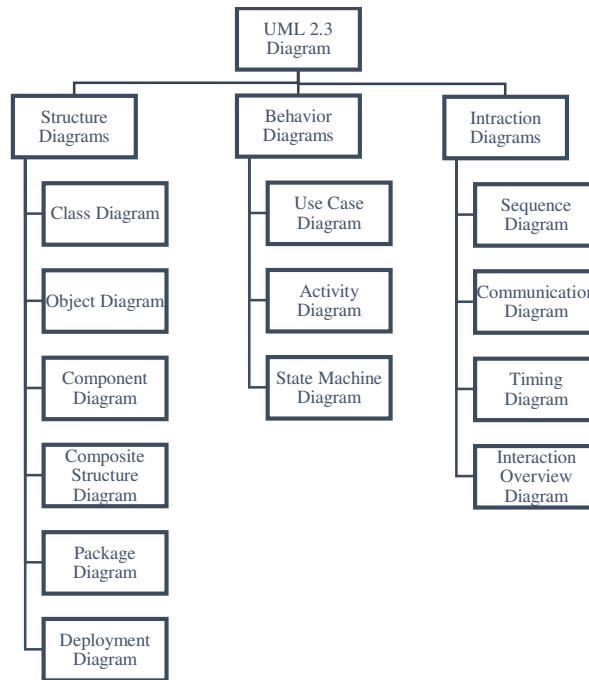 UML 2.3
Diagram
Structure
Diagrams
Class Diagram
Object Diagram
Component
Diagram
Composite
Structure
Diagram
Package
Diagram
Deployment
Diagram
Behavior
Diagrams
Use Case
Diagram
Activity
Diagram
State Machine
Diagram
Intraction
Diagrams
Sequence
Diagram
Communication
Diagram
Timing
Diagram
Interaction
Overview
Diagram